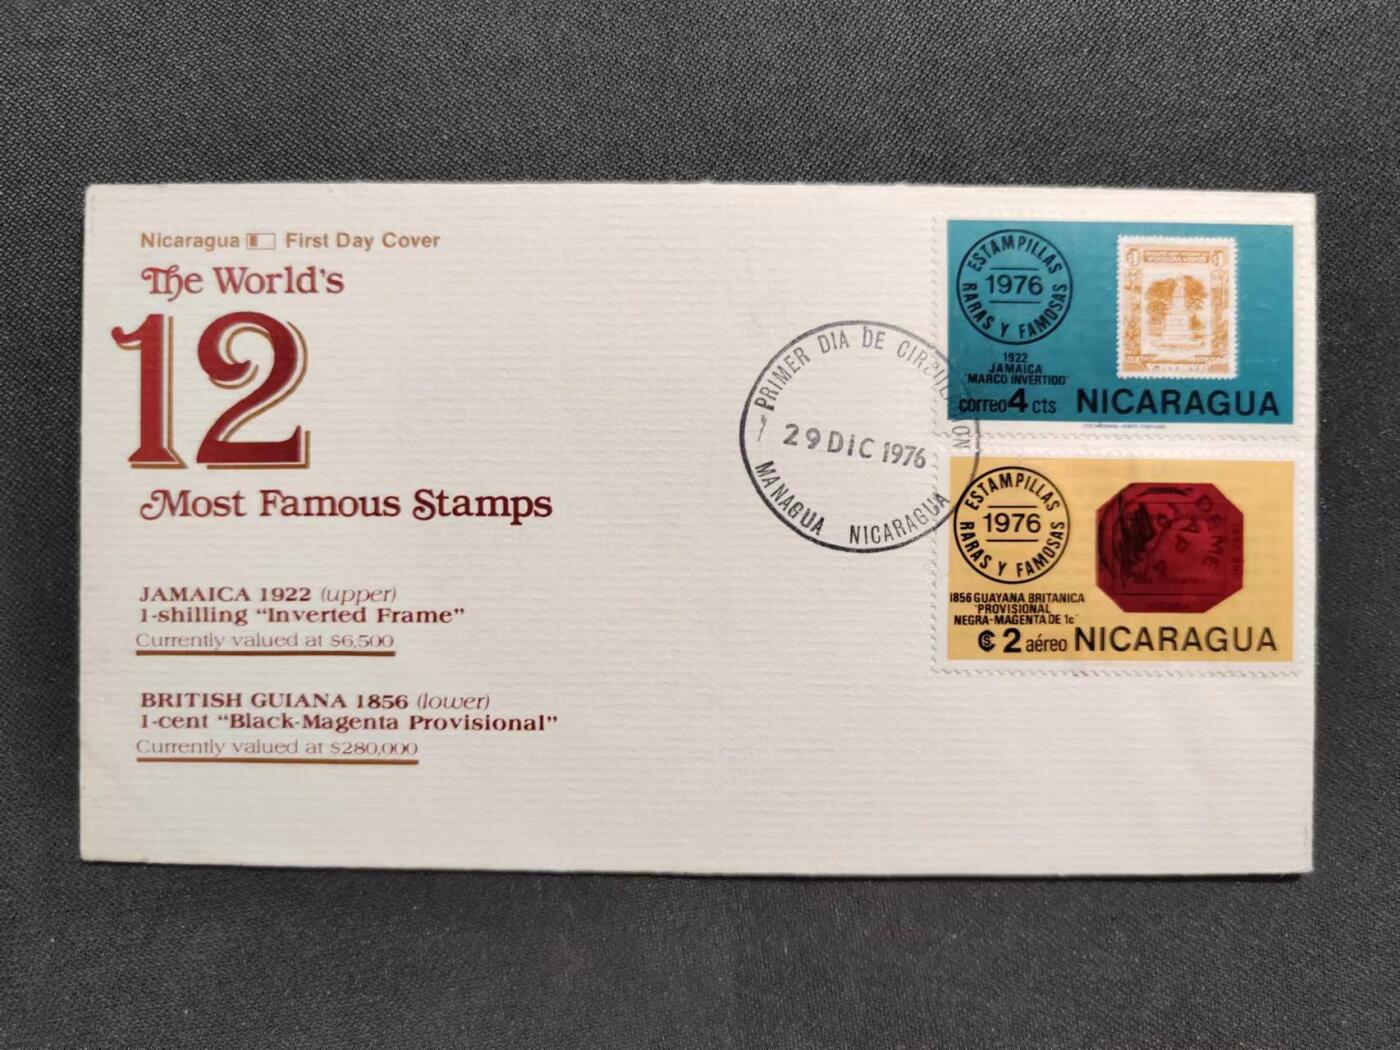 Nicaragua First Day Cover
The World's
12
Most Famous Stamps
JAMAICA 1922 (upper)
1-shilling “Inverted Frame”
Currently valued at $6,500
BRITISH GUIANA 1856 (lower)
1-cent “Black-Magenta Provisional”
Currently valued at $280,000
PRIMER DIA DE CIRCULACION
29 DIC 1976
MANAGUA NICARAGUA
ESTAMPILLAS
1976
RARAS Y FAMOSAS
1922
JAMAICA
"MARCO INVERTIDO"
correo 4 cts NICARAGUA
ESTAMPILLAS
1976
RARAS Y FAMOSAS
1856 GUAYANA BRITANICA
"PROVISIONAL
NEGRA-MAGENTA DE 1c"
₡ 2 aéreo NICARAGUA